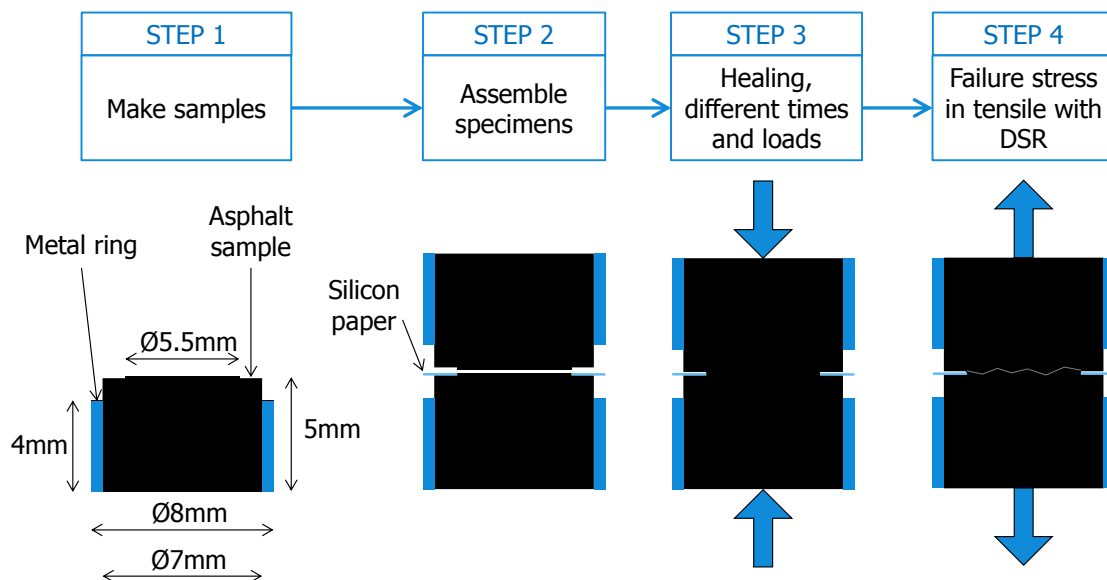 STEP 1
Make samples
STEP 2
Assemble
specimens
STEP 3
Healing,
different times
and loads
STEP 4
Failure stress
in tensile with
DSR
Metal ring
Asphalt
sample
Ø5.5mm
4mm
5mm
Ø8mm
Ø7mm
Silicon
paper